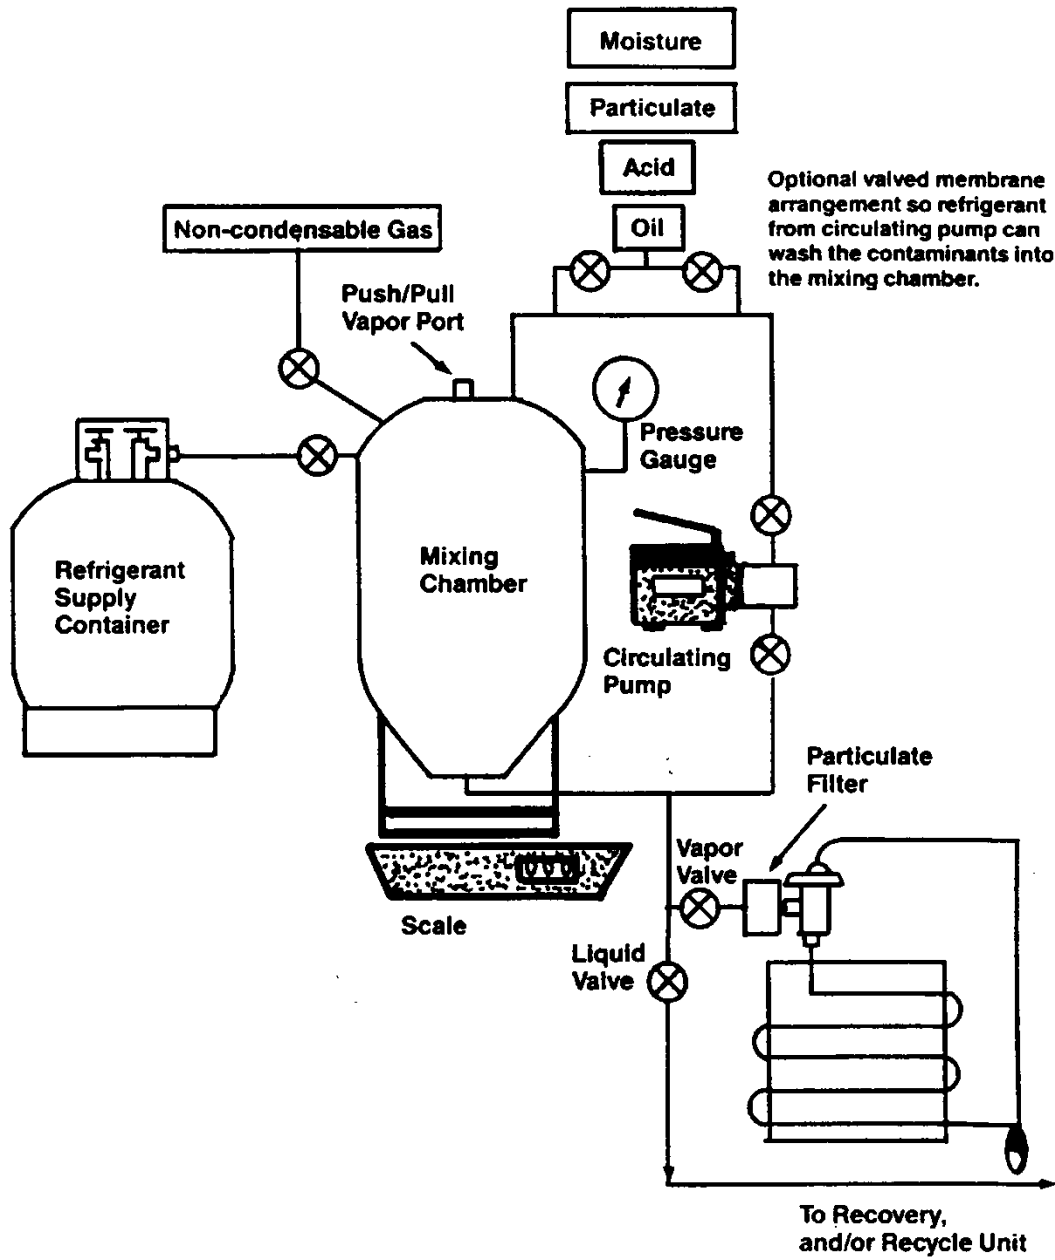 Moisture
Particulate
Acid
Oil
Optional valved membrane
arrangement so refrigerant
from circulating pump can
wash the contaminants into
the mixing chamber.
Non-condensable Gas
Push/Pull
Vapor Port
Pressure
Gauge
Refrigerant
Supply
Container
Mixing
Chamber
Circulating
Pump
Particulate
Filter
Vapor
Valve
Scale
Liquid
Valve
To Recovery,
and/or Recycle Unit